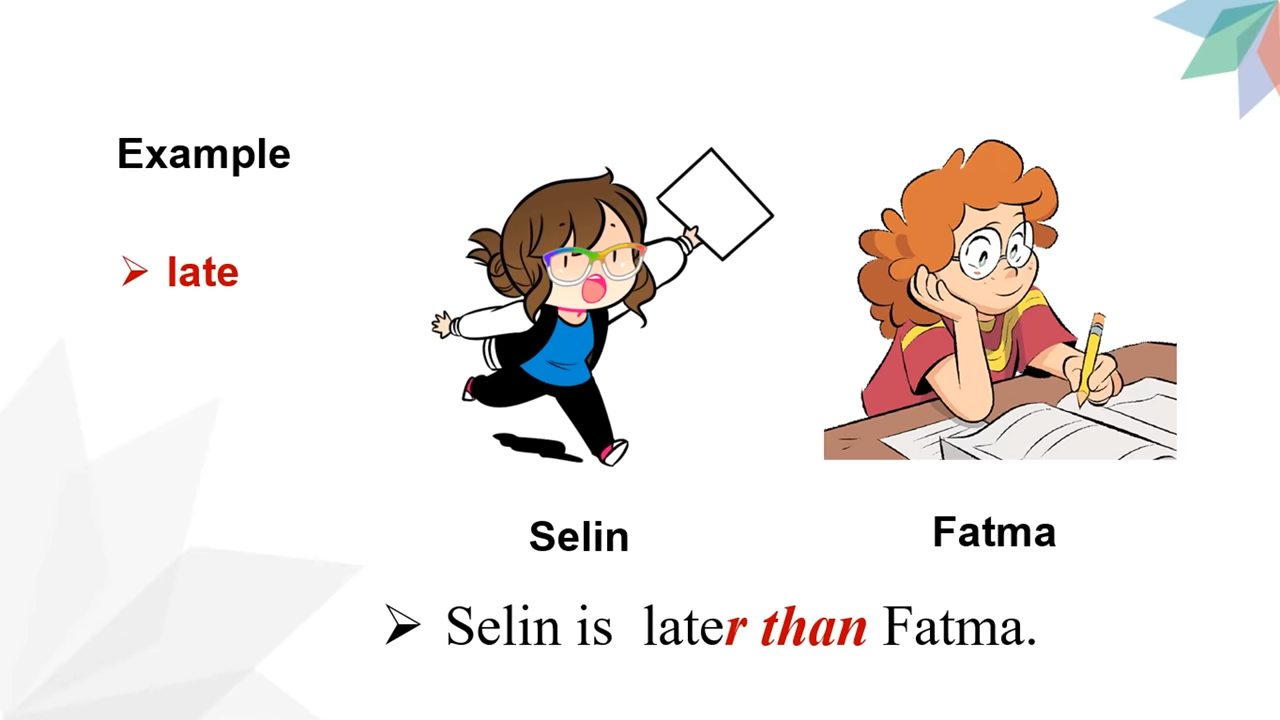 Example
➢ late
Selin
Fatma
➢ Selin is later than Fatma.